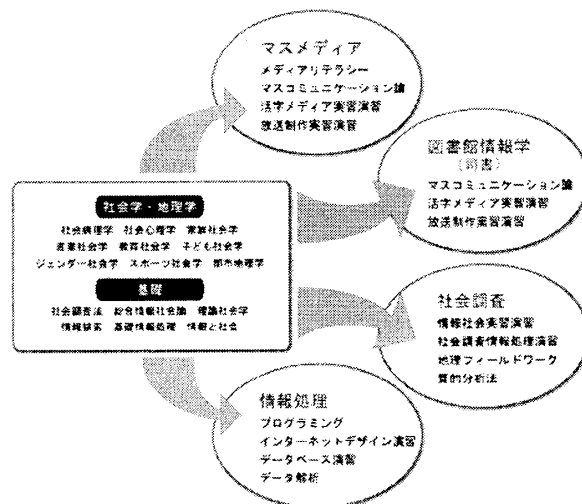 マスメディア
メディアリテラシー
マスコミュニケーション論
活字メディア実習演習
放送制作実習演習
図書館情報学
(司書)
マスコミュニケーション論
活字メディア実習演習
放送制作実習演習
社会学・地理学
社会病理学 社会心理学 家族社会学
産業社会学 教育社会学 子ども社会学
ジェンダー社会学 スポーツ社会学 都市地理学
基礎
社会調査法 総合情報社会論 理論社会学
情報検索 基礎情報処理 情報と社会
社会調査
情報社会実習演習
社会調査情報処理演習
地理フィールドワーク
質的分析法
情報処理
プログラミング
インターネットデザイン演習
データベース演習
データ解析